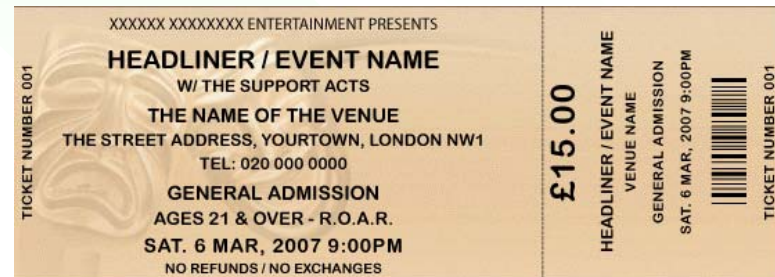 TICKET NUMBER 001
XXXXXX XXXXXXXX ENTERTAINMENT PRESENTS
HEADLINER / EVENT NAME
W/ THE SUPPORT ACTS
THE NAME OF THE VENUE
THE STREET ADDRESS, YOURTOWN, LONDON NW1
TEL: 020 000 0000
GENERAL ADMISSION
AGES 21 & OVER - R.O.A.R.
SAT. 6 MAR, 2007 9:00PM
NO REFUNDS / NO EXCHANGES
£15.00
HEADLINER / EVENT NAME
VENUE NAME
GENERAL ADMISSION
SAT. 6 MAR, 2007 9:00PM
TICKET NUMBER 001